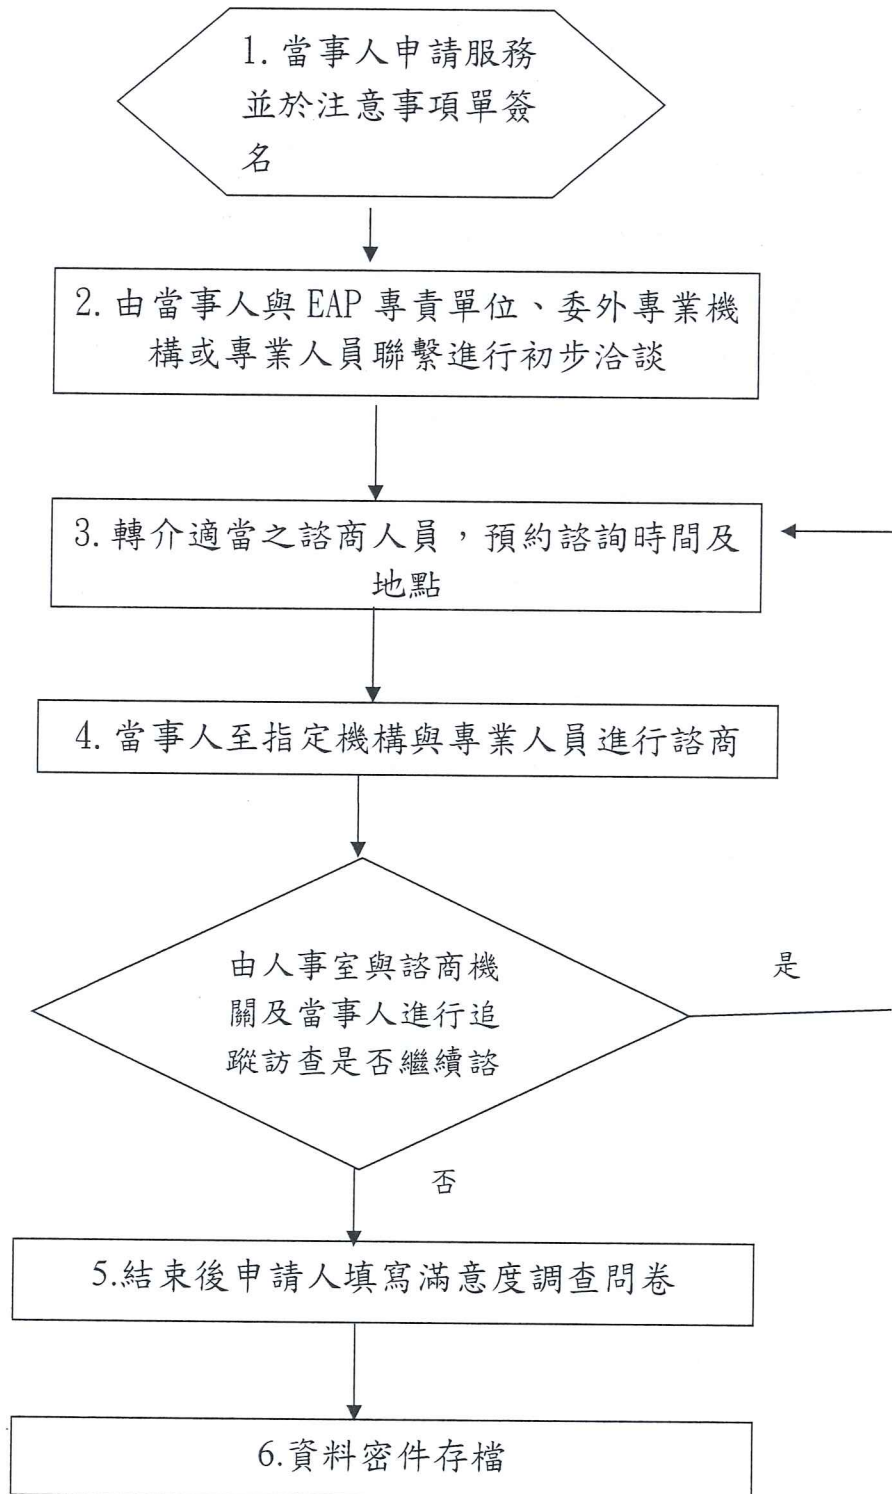 1. 當事人申請服務
並於注意事項單簽
名
2. 由當事人與 EAP 專責單位、委外專業機
構或專業人員聯繫進行初步洽談
3. 轉介適當之諮商人員，預約諮詢時間及
地點
4. 當事人至指定機構與專業人員進行諮商
由人事室與諮商機
關及當事人進行追
蹤訪查是否繼續諮
是
否
5.結束後申請人填寫滿意度調查問卷
6.資料密件存檔